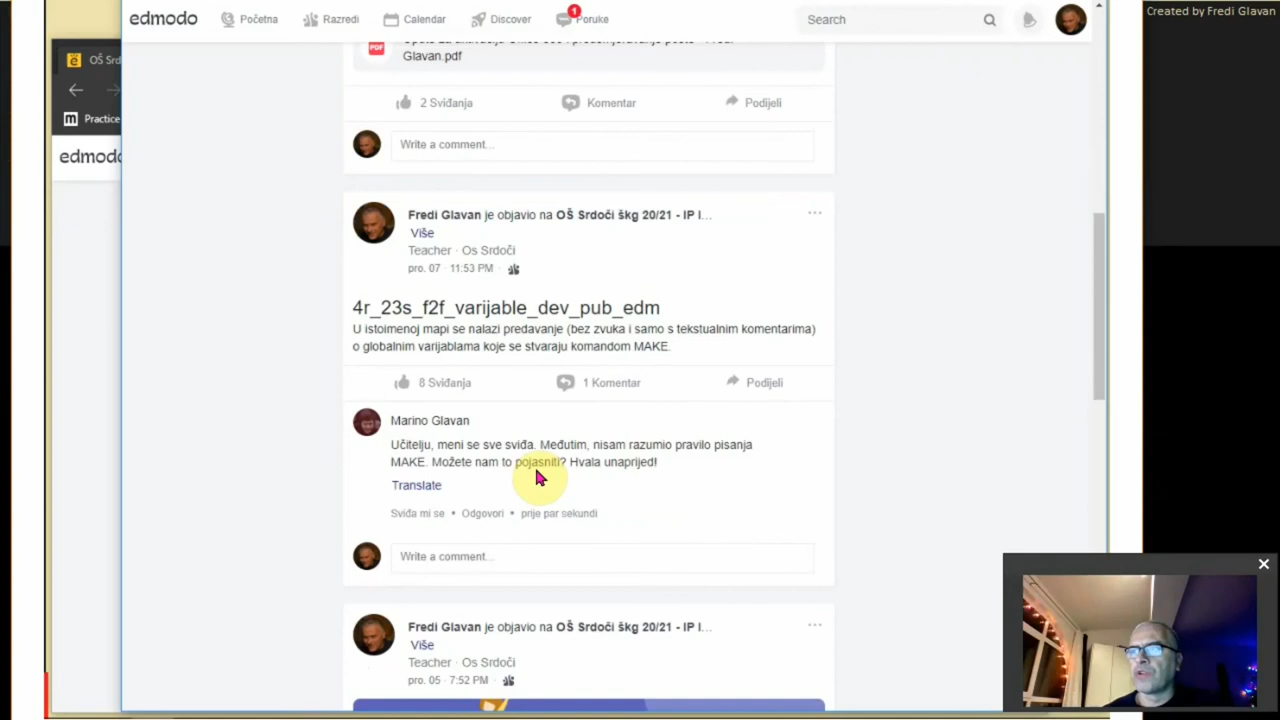 Created by Fredi Glavan
edmodo
Početna
Razredi
Calendar
Discover
1
Poruke
Search
OŠ Srd
Practice
edmodo
PDF
Glavan.pdf
2 Sviđanja
Komentar
Podijeli
Write a comment...
Fredi Glavan je objavio na OŠ Srdoči škg 20/21 - IP I...
Više
Teacher · Os Srdoči
pro. 07 · 11:53 PM ·
4r_23s_f2f_varijable_dev_pub_edm
U istoimenoj mapi se nalazi predavanje (bez zvuka i samo s tekstualnim komentarima)
o globalnim varijablama koje se stvaraju komandom MAKE.
8 Sviđanja
1 Komentar
Podijeli
Marino Glavan
Učitelju, meni se sve sviđa. Međutim, nisam razumio pravilo pisanja
MAKE. Možete nam to pojasniti? Hvala unaprijed!
Translate
Sviđa mi se • Odgovori • prije par sekundi
Write a comment...
Fredi Glavan je objavio na OŠ Srdoči škg 20/21 - IP I...
Više
Teacher · Os Srdoči
pro. 05 · 7:52 PM ·